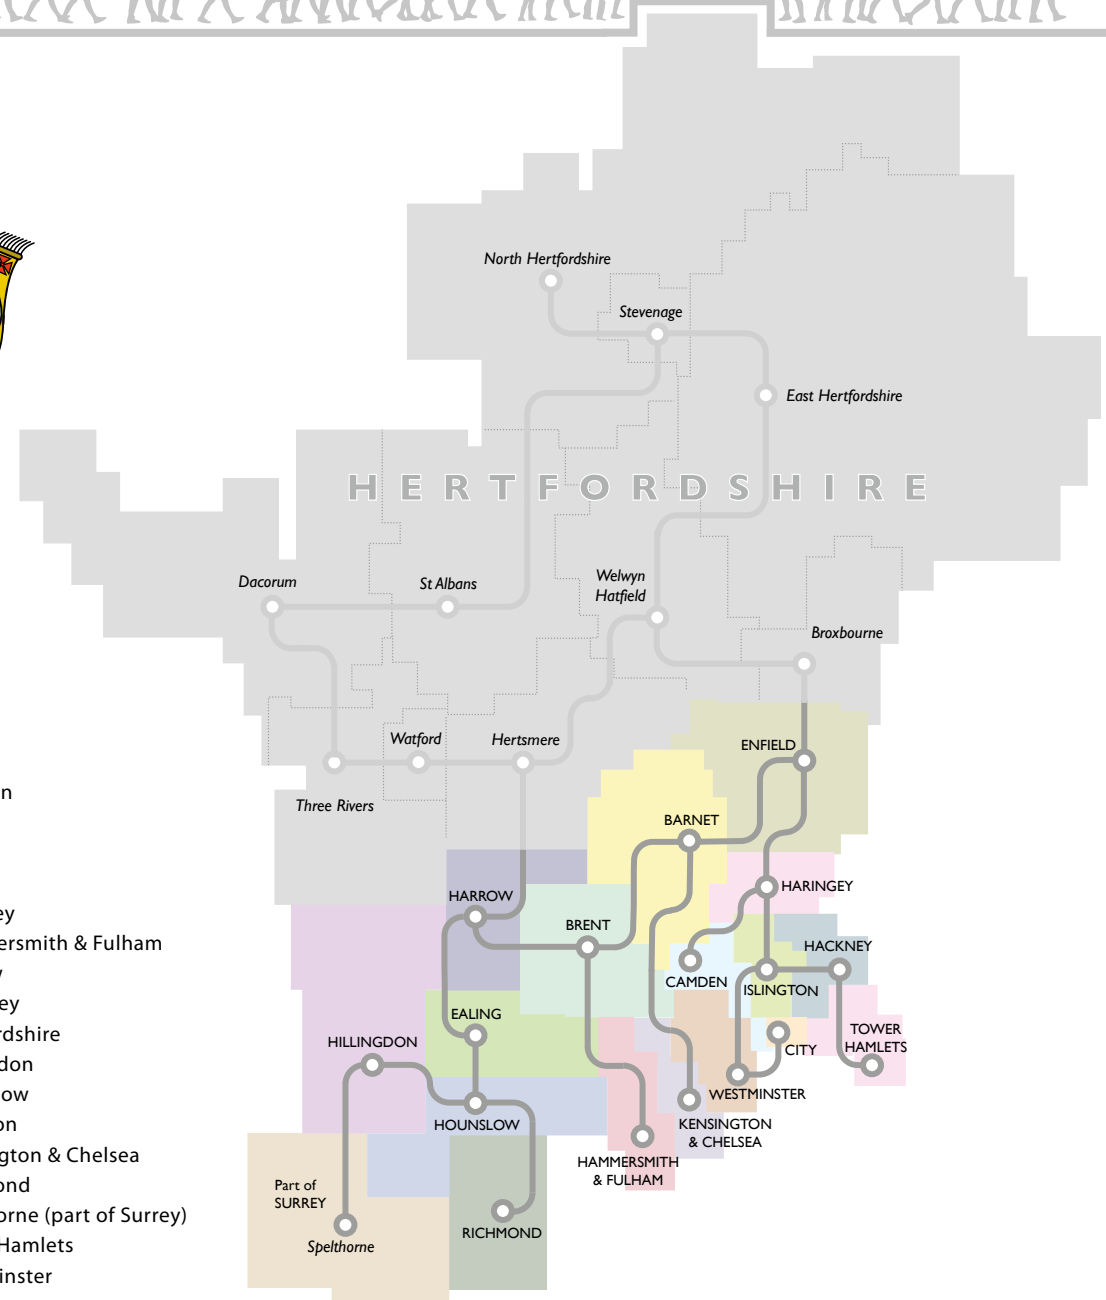 North Hertfordshire
Stevenage
East Hertfordshire
HERTFORDSHIRE
Dacorum
St Albans
Welwyn
Hatfield
Broxbourne
Watford
Hertsmere
Three Rivers
ENFIELD
BARNET
HARROW
HARINGEY
BRENT
HACKNEY
CAMDEN
ISLINGTON
EALING
HILLINGDON
CITY
TOWER
HAMLETS
HOUNSLOW
WESTMINSTER
KENSINGTON
& CHELSEA
HAMMERSMITH
& FULHAM
Part of
SURREY
Spelthorne
RICHMOND
n
ey
ersmith & Fulham
w
ey
rdshire
don
low
on
gton & Chelsea
ond
orne (part of Surrey)
Hamlets
inster